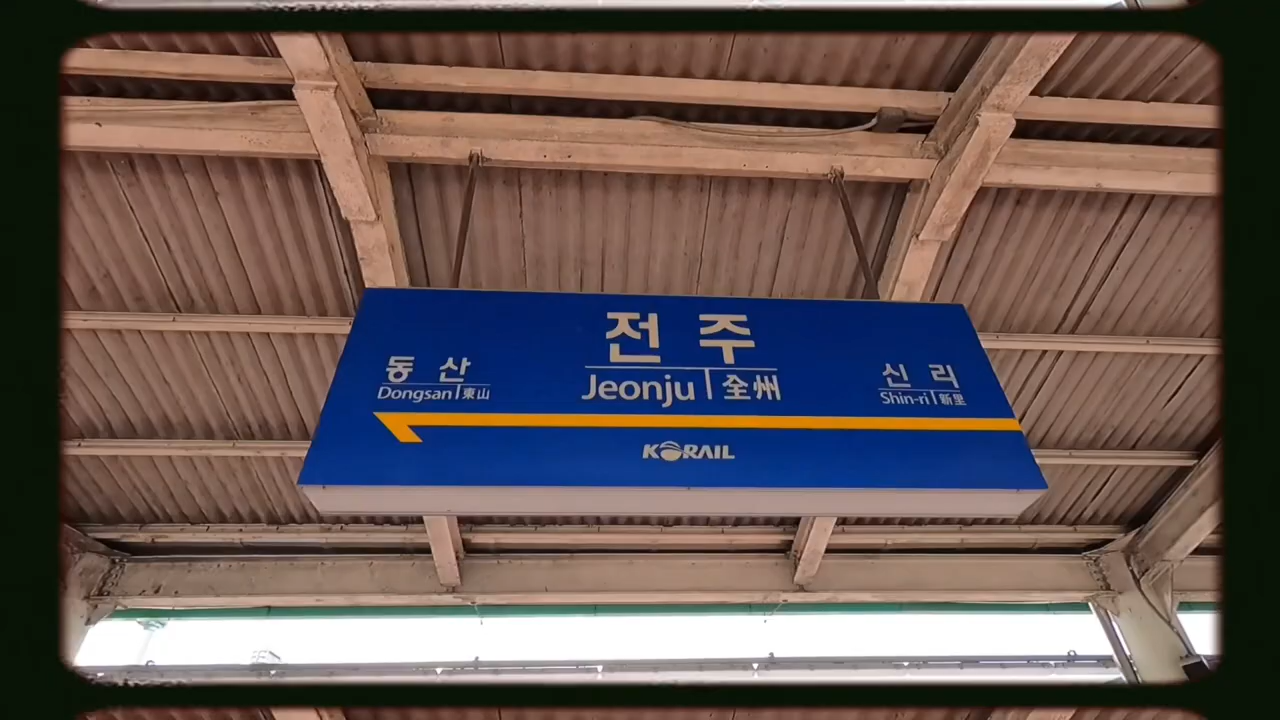 전 주
Jeonju 全州
동 산
Dongsan 東山
신 리
Shin-ri 新里
KORAIL